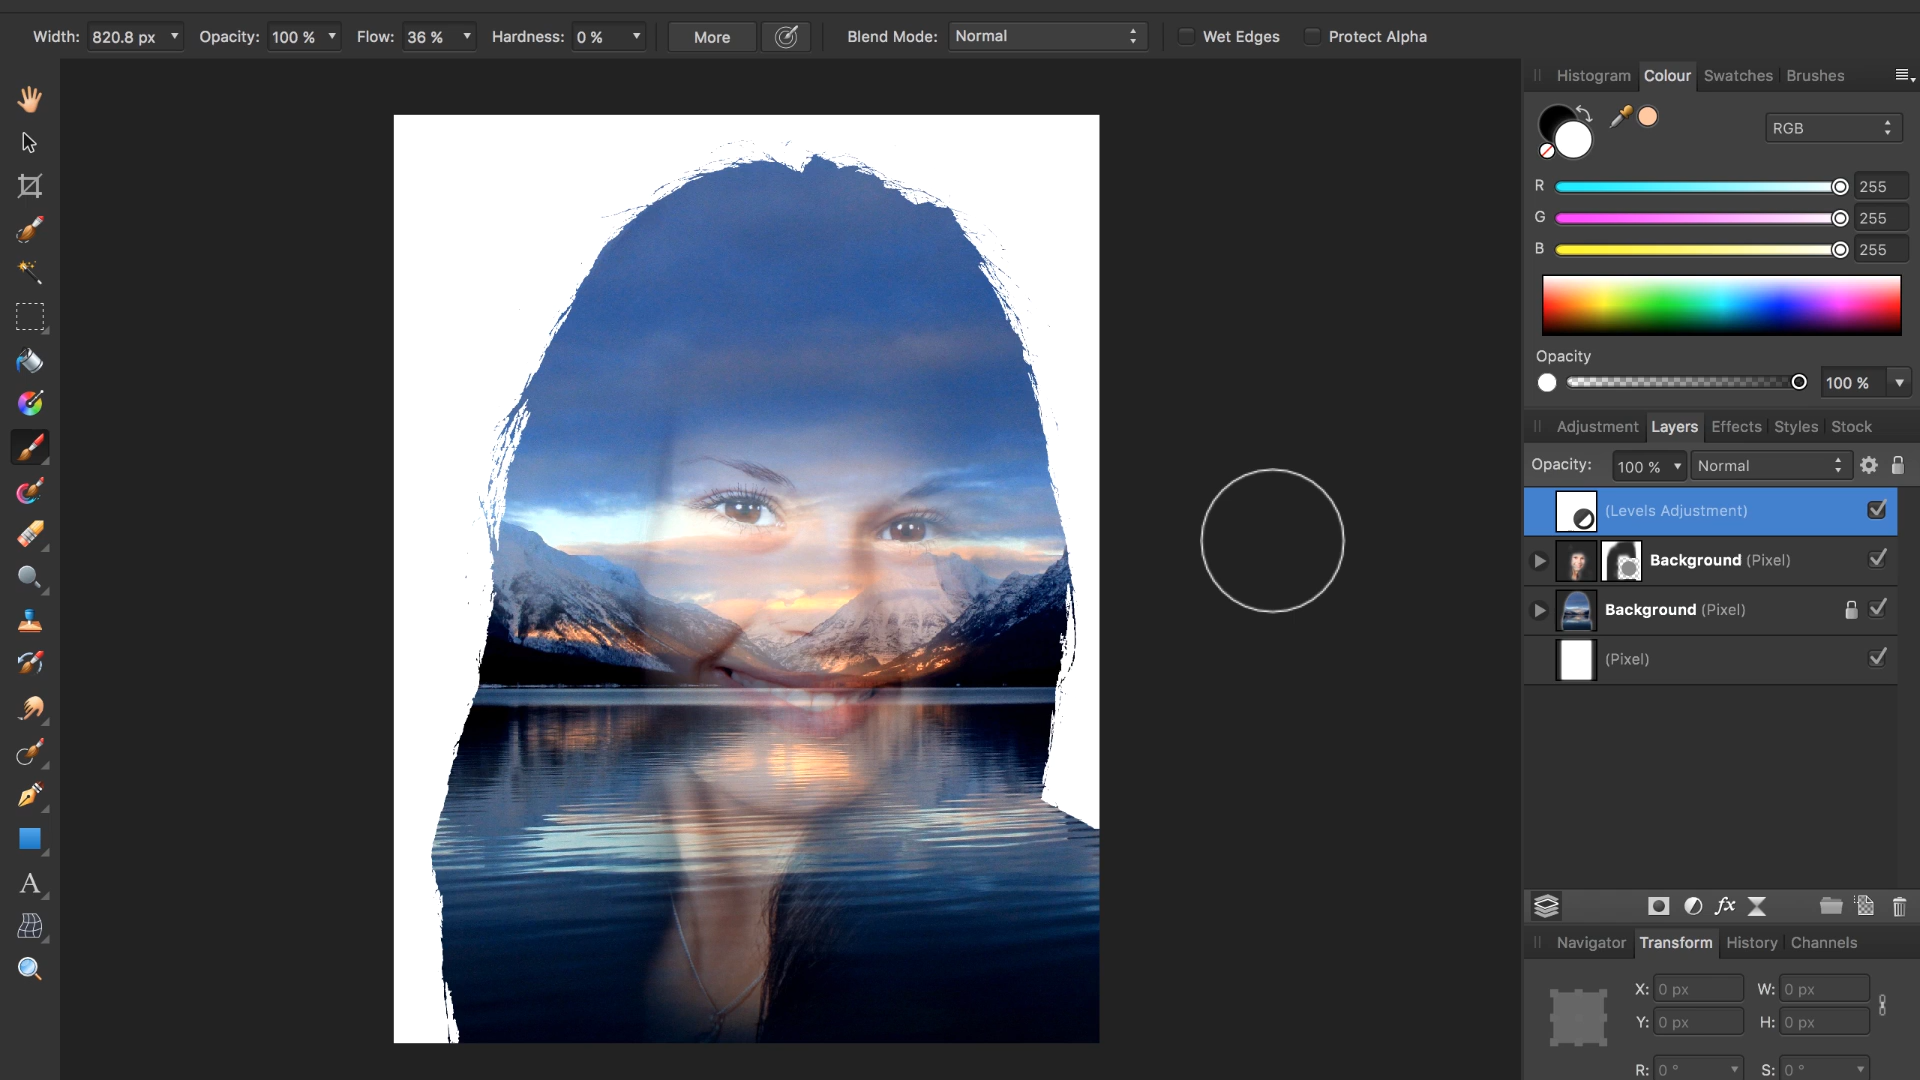 Width: 820.8 px Opacity: 100 % Flow: 36 % Hardness: 0 % More Blend Mode: Normal Wet Edges Protect Alpha
Histogram Colour Swatches Brushes
RGB
R 255
G 255
B 255
Opacity
100 %
Adjustment Layers Effects Styles Stock
Opacity: 100 % Normal
(Levels Adjustment)
Background (Pixel)
Background (Pixel)
(Pixel)
fx
Navigator Transform History Channels
X: 0 px W: 0 px
Y: 0 px H: 0 px
R: 0 ° S: 0 °
A